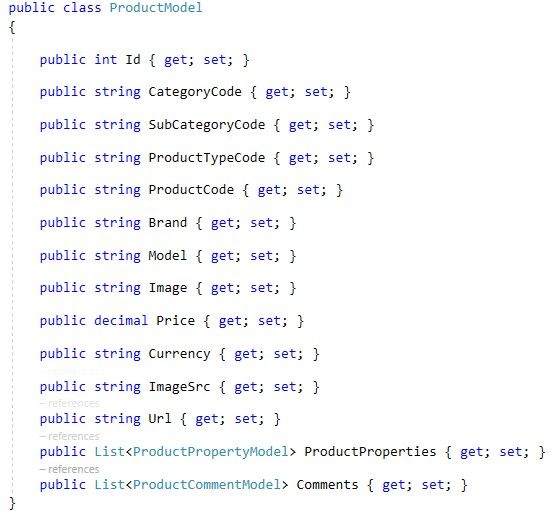 public class ProductModel
{
public int Id { get; set; }
public string CategoryCode { get; set; }
public string SubCategoryCode { get; set; }
public string ProductTypeCode { get; set; }
public string ProductCode { get; set; }
public string Brand { get; set; }
public string Model { get; set; }
public string Image { get; set; }
public decimal Price { get; set; }
public string Currency { get; set; }
public string ImageSrc { get; set; }
– references
public string Url { get; set; }
– references
public List<ProductPropertyModel> ProductProperties { get; set; }
– references
public List<ProductCommentModel> Comments { get; set; }
}